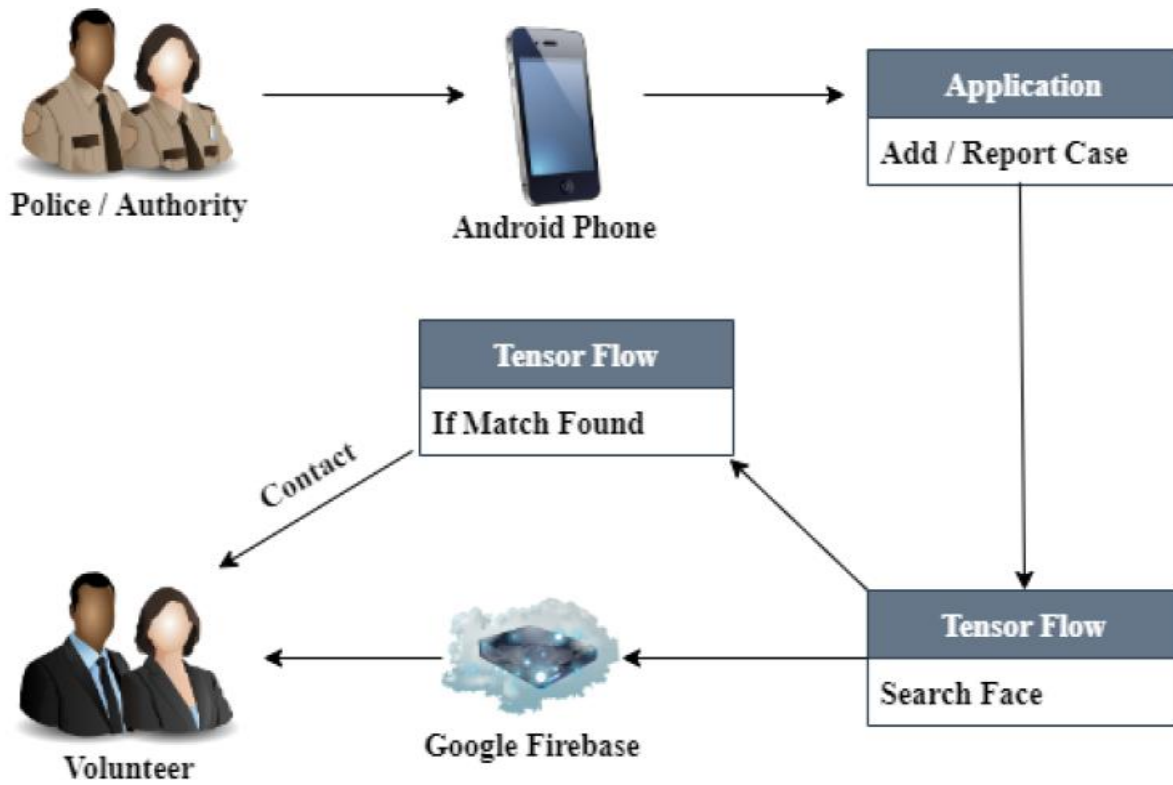 Police / Authority
Android Phone
Application
Add / Report Case
Tensor Flow
If Match Found
Contact
Tensor Flow
Search Face
Google Firebase
Volunteer